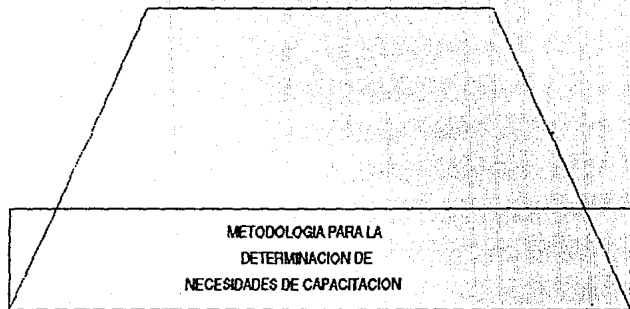 METODOLOGIA PARA LA
DETERMINACION DE
NECESIDADES DE CAPACITACION